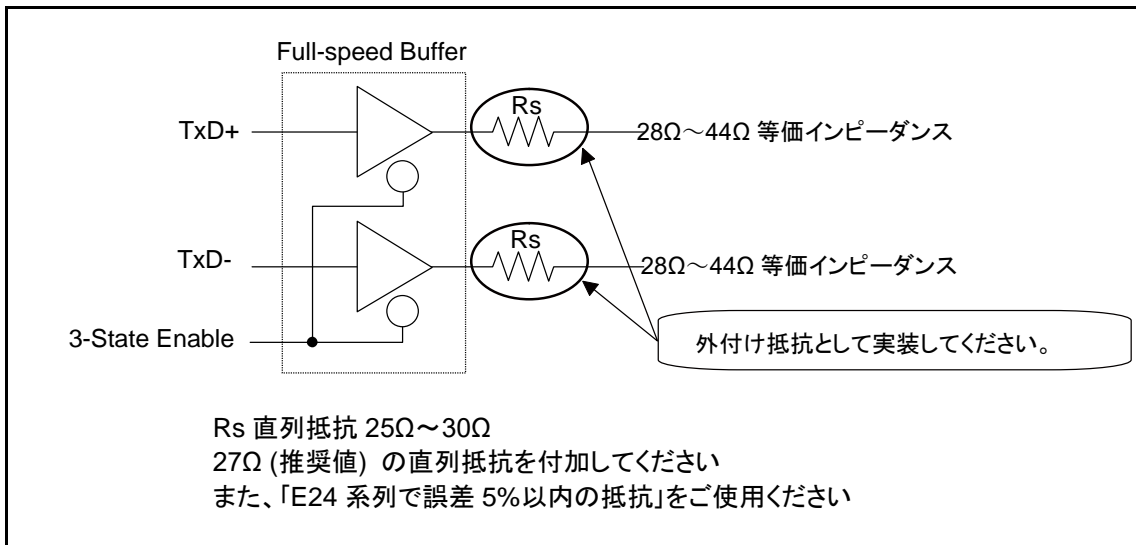 Full-speed Buffer
TxD+
Rs
28Ω～44Ω 等価インピーダンス
TxD-
Rs
28Ω～44Ω 等価インピーダンス
3-State Enable
外付け抵抗として実装してください。
Rs 直列抵抗 25Ω～30Ω
27Ω (推奨値) の直列抵抗を付加してください
また、「E24 系列で誤差 5%以内の抵抗」をご使用ください